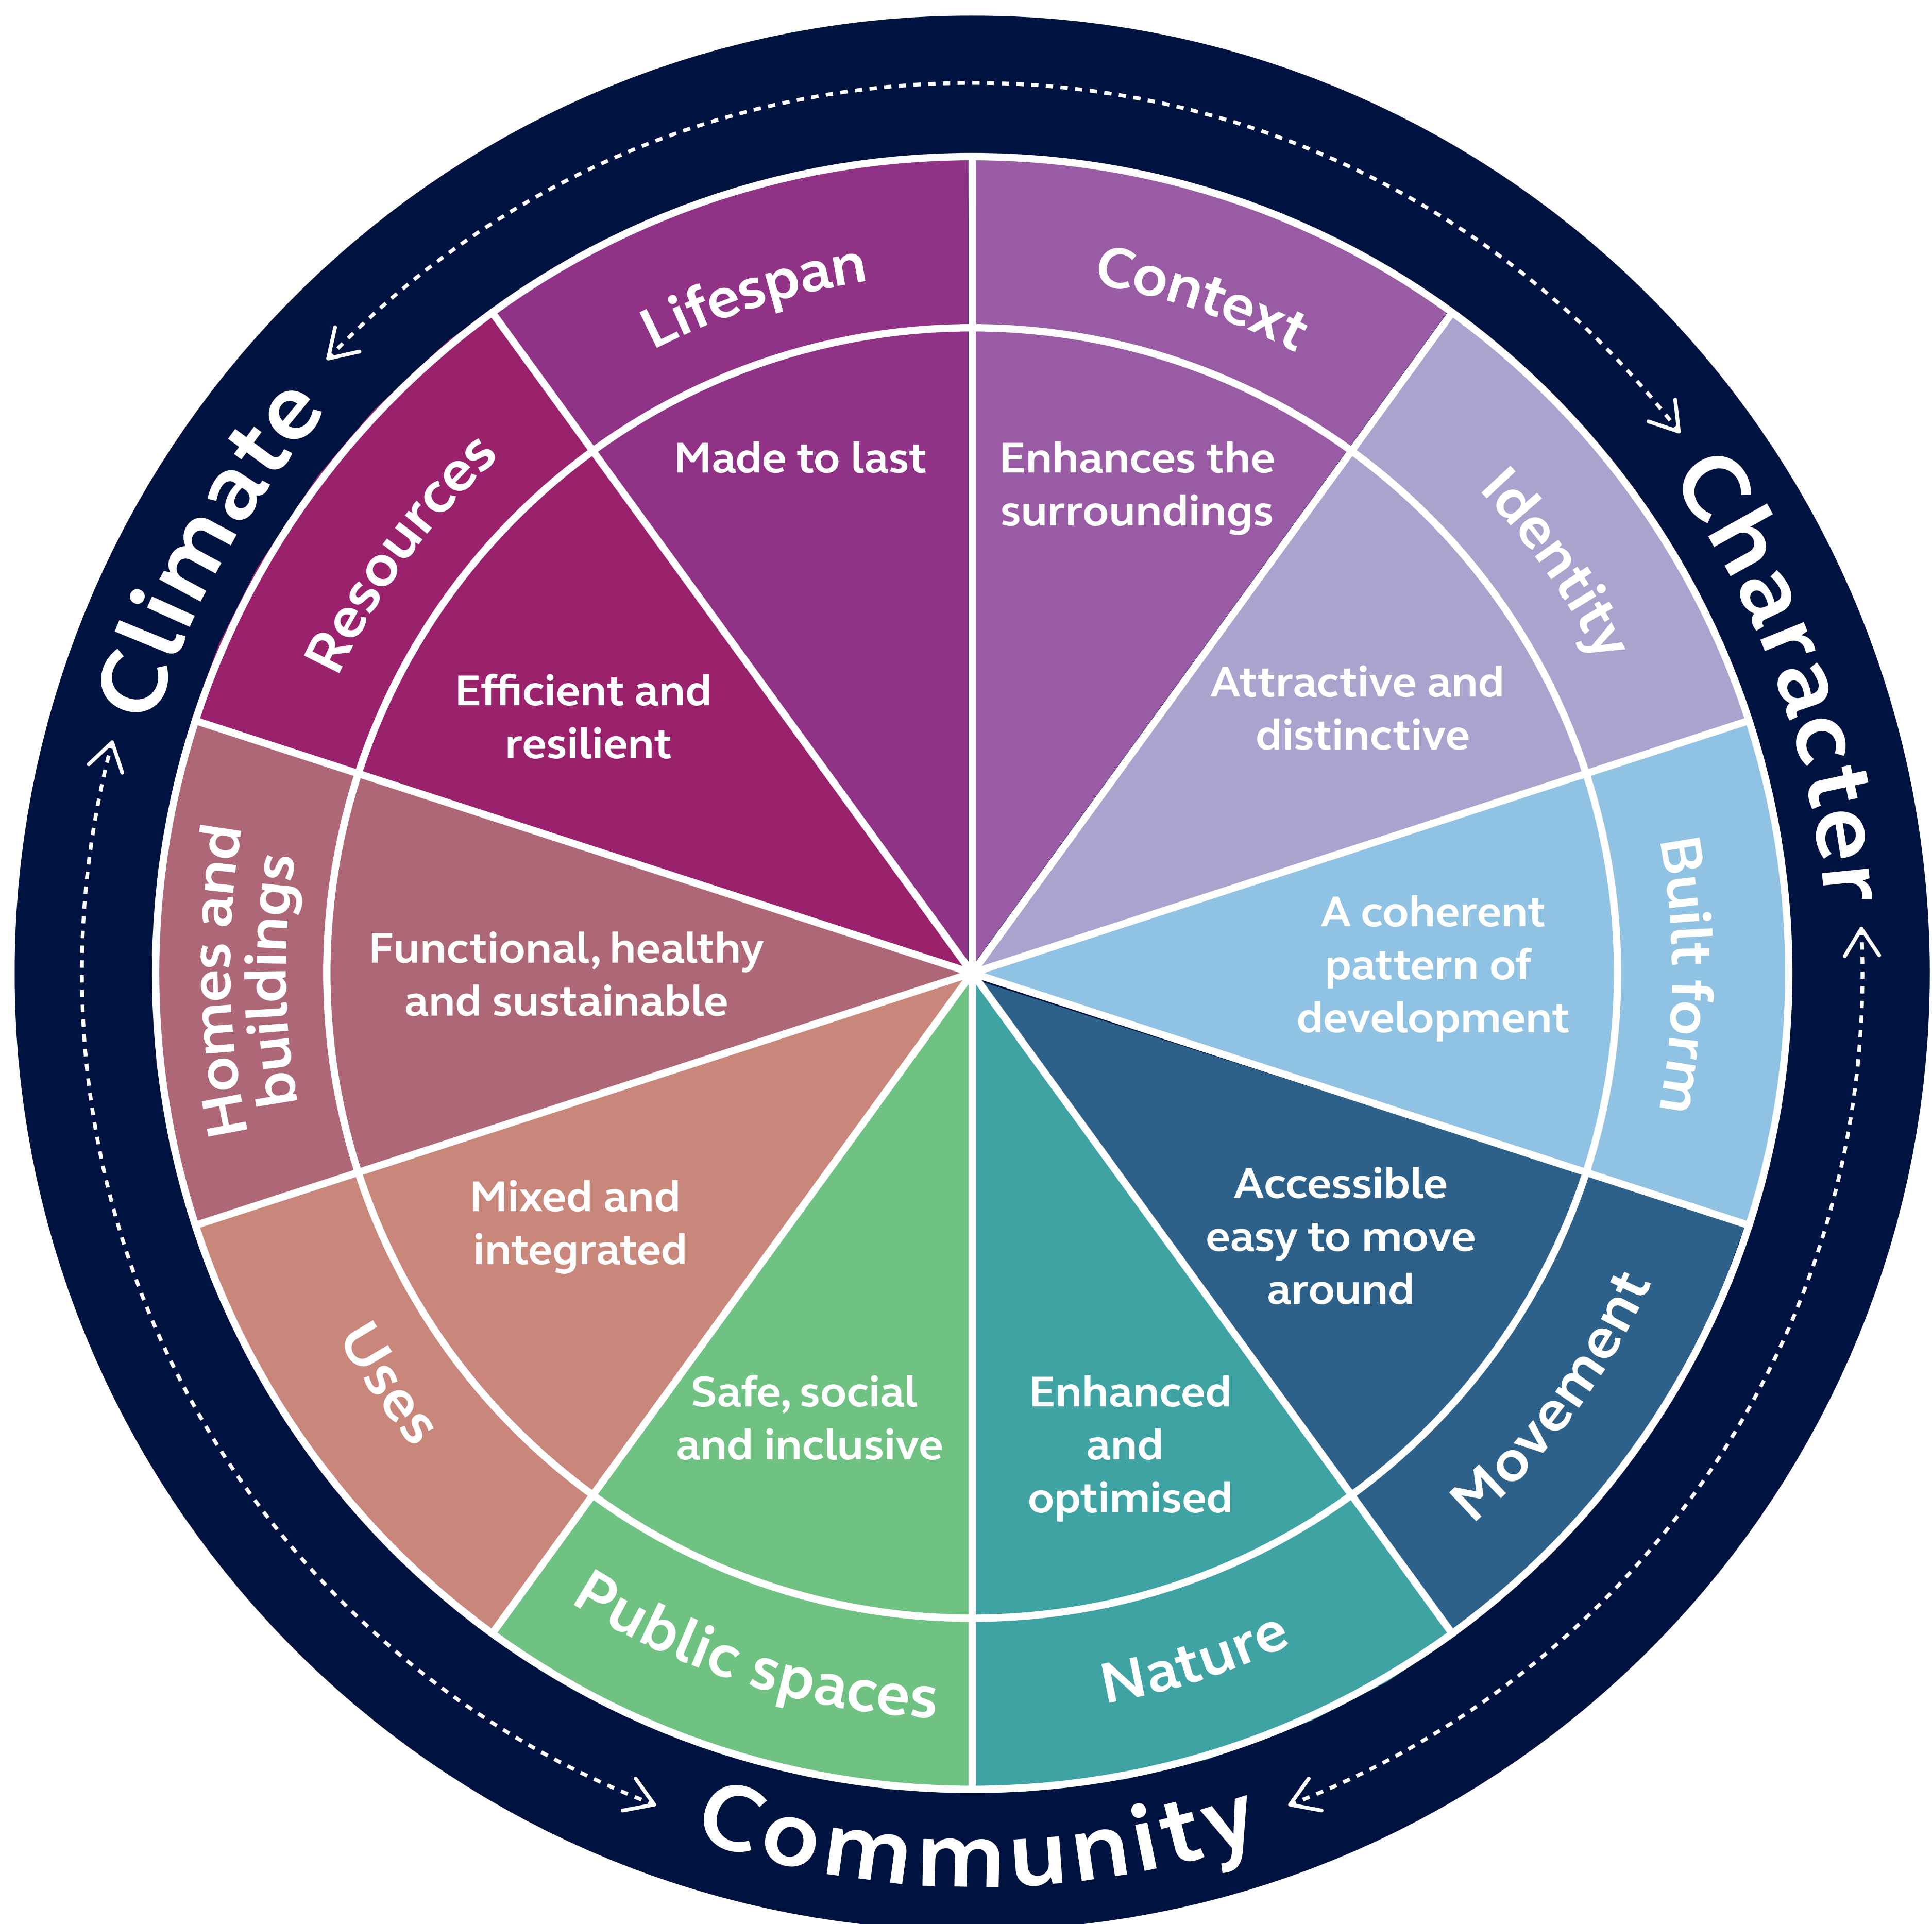 Climate
Character
Community
Lifespan
Made to last
Context
Enhances the
surroundings
Identity
Attractive and
distinctive
Built form
A coherent
pattern of
development
Movement
Accessible
easy to move
around
Nature
Enhanced
and
optimised
Public spaces
Safe, social
and inclusive
Uses
Mixed and
integrated
Homes and
buildings
Functional, healthy
and sustainable
Resources
Efficient and
resilient